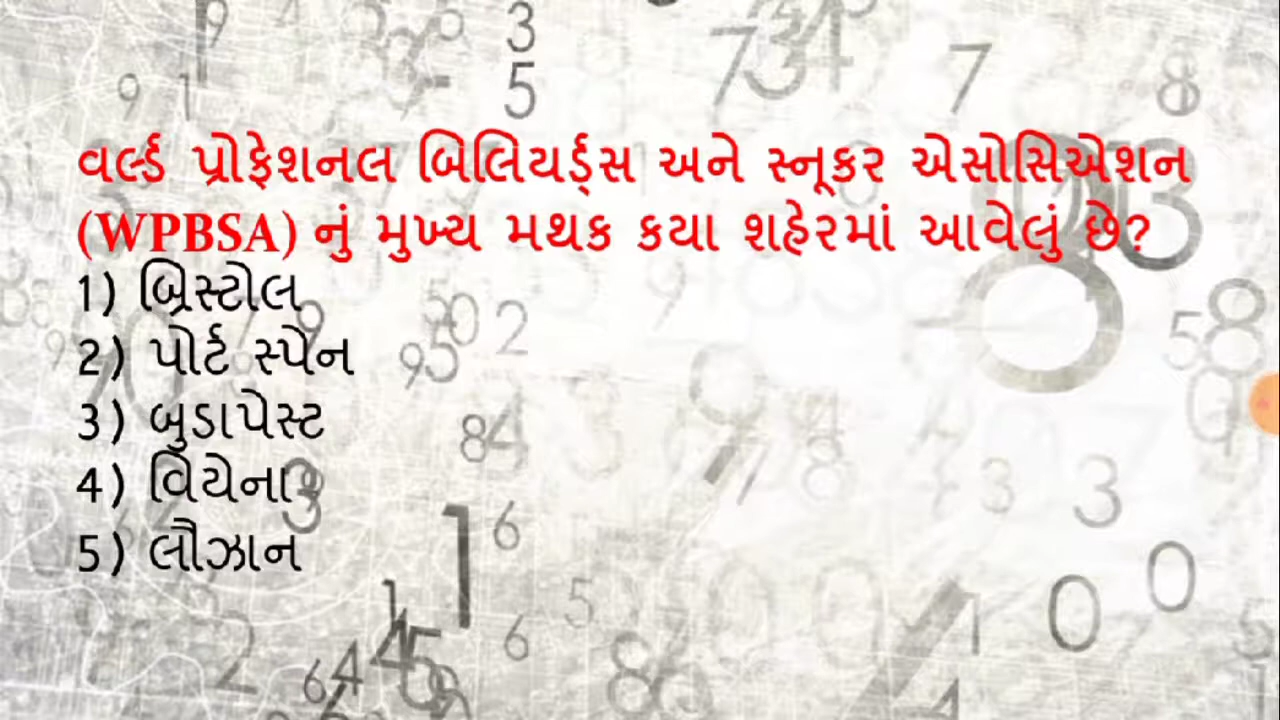 વર્લ્ડ પ્રોફેશનલ બિલિયર્ડ્સ અને સ્નૂકર એસોસિએશન
(WPBSA) નું મુખ્ય મથક કયા શહેરમાં આવેલું છે?
1) બ્રિસ્ટોલ
2) પોર્ટ સ્પેન
3) બુડાપેસ્ટ
4) વિયેના
5) લૌઝાન